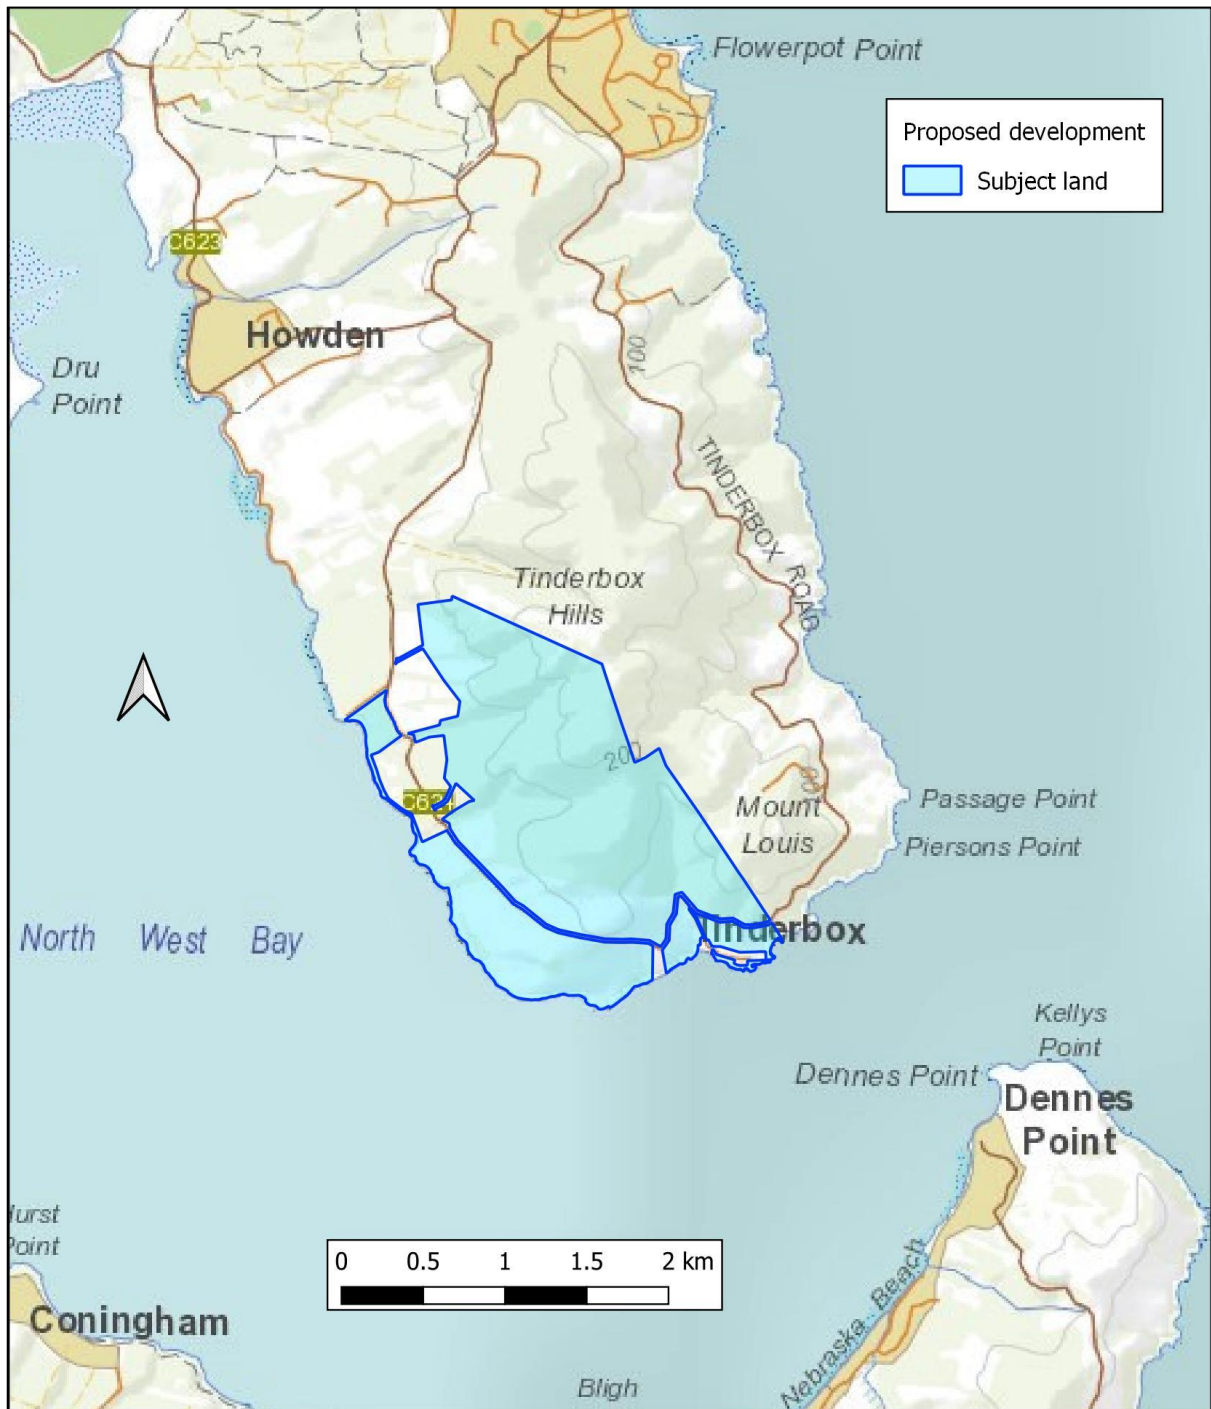 Flowerpot Point
Proposed development
Subject land
C623
Howden
Dru
Point
100
TINDERBOX ROAD
Tinderbox
Hills
200
C624
Mount
Louis
Passage Point
Piersons Point
North West Bay
Tinderbox
Kellys
Point
Dennes Point
Dennes
Point
urst
Point
0 0.5 1 1.5 2 km
Coningham
Nebraska Beach
Bligh